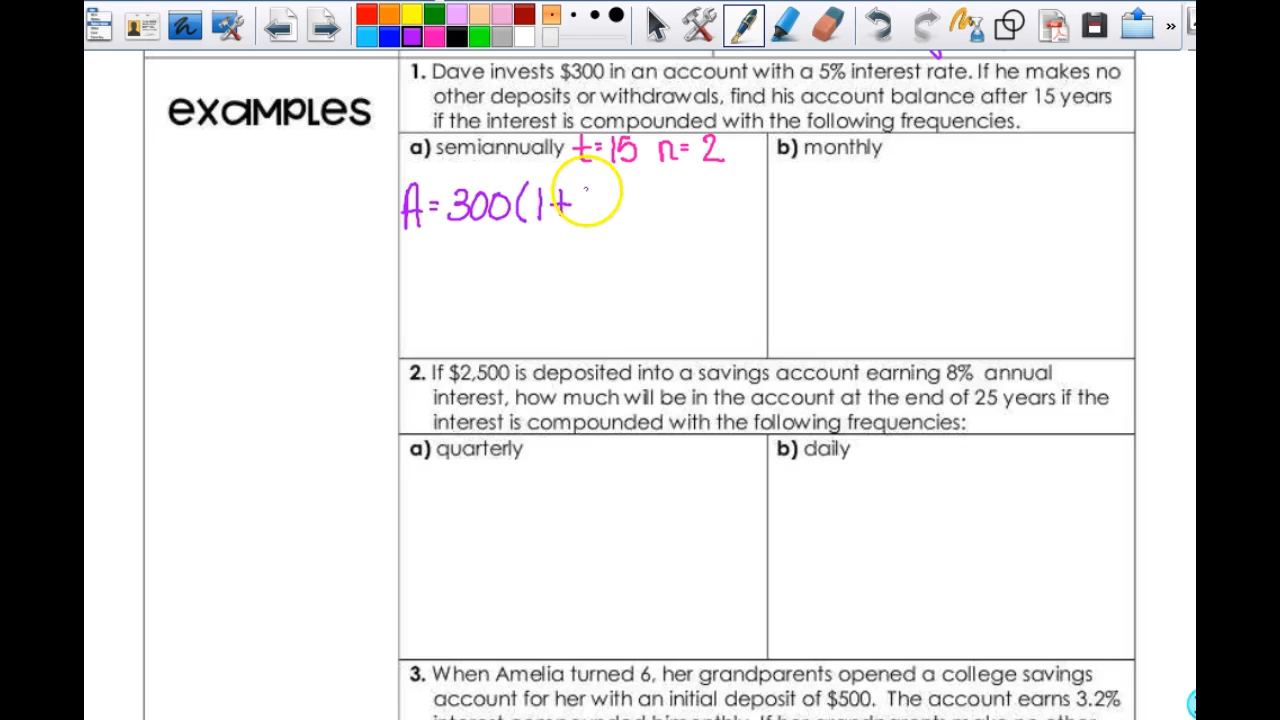 examples
1. Dave invests $300 in an account with a 5% interest rate. If he makes no
other deposits or withdrawals, find his account balance after 15 years
if the interest is compounded with the following frequencies.
a) semiannually t=15 n=2
b) monthly
A=300(1+
2. If $2,500 is deposited into a savings account earning 8% annual
interest, how much will be in the account at the end of 25 years if the
interest is compounded with the following frequencies:
a) quarterly
b) daily
3. When Amelia turned 6, her grandparents opened a college savings
account for her with an initial deposit of $500. The account earns 3.2%